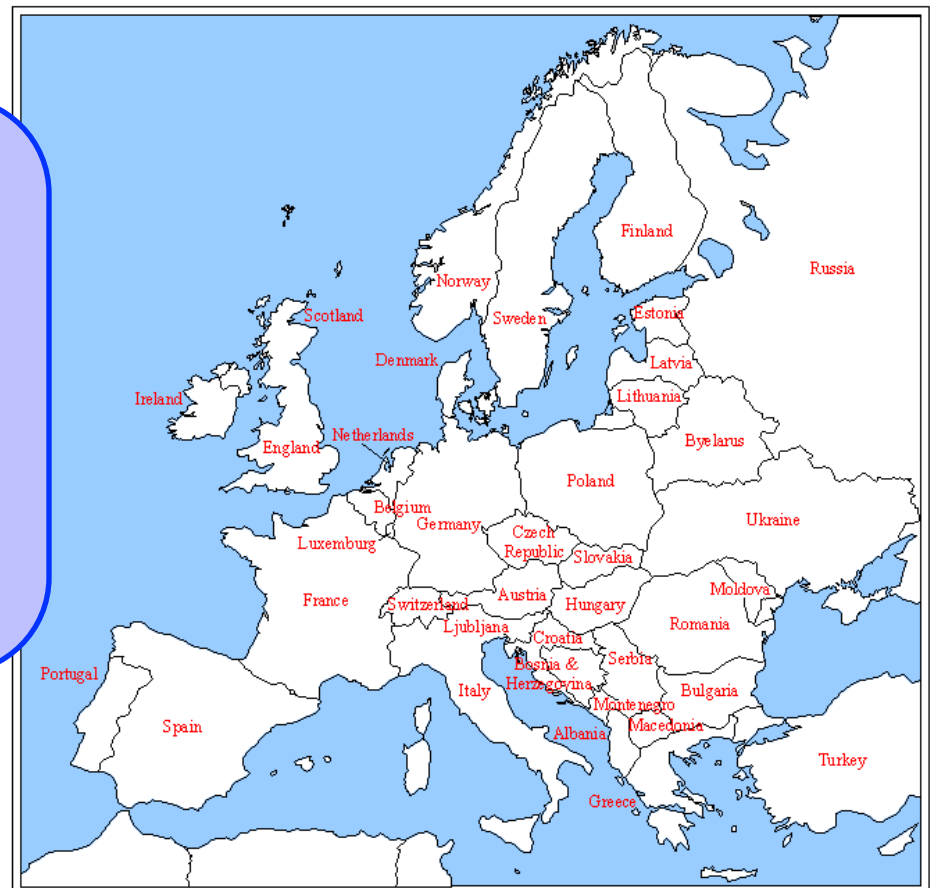 Finland
Russia
Norway
Scotland
Sweden
Estonia
Denmark
Latvia
Ireland
Lithuania
Netherlands
Byelarus
England
Poland
Belgium
Germany
Ukraine
Czech
Republic
Luxemburg
Slovakia
Moldova
Austria
France
Switzerland
Hungary
Romania
Ljubljana
Croatia
Serbia
Bosnia &
Herzegovina
Portugal
Italy
Bulgaria
Montenegro
Spain
Macedonia
Albania
Turkey
Greece